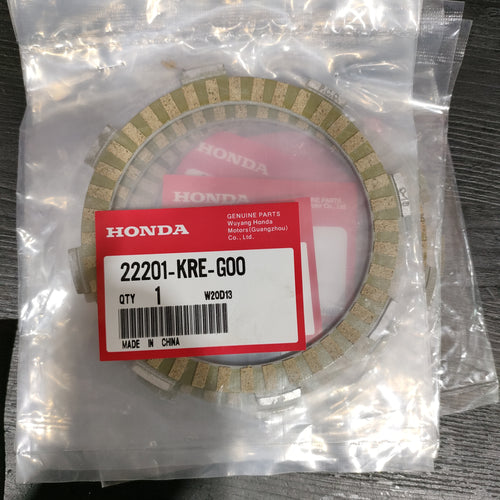 HONDA
HONDA
HONDA
GENUINE PARTS
Wuyang Honda
Motors(Guangzhou)
Co., Ltd.
22201-KRE-G00
QTY 1 W20D13
MADE IN CHINA